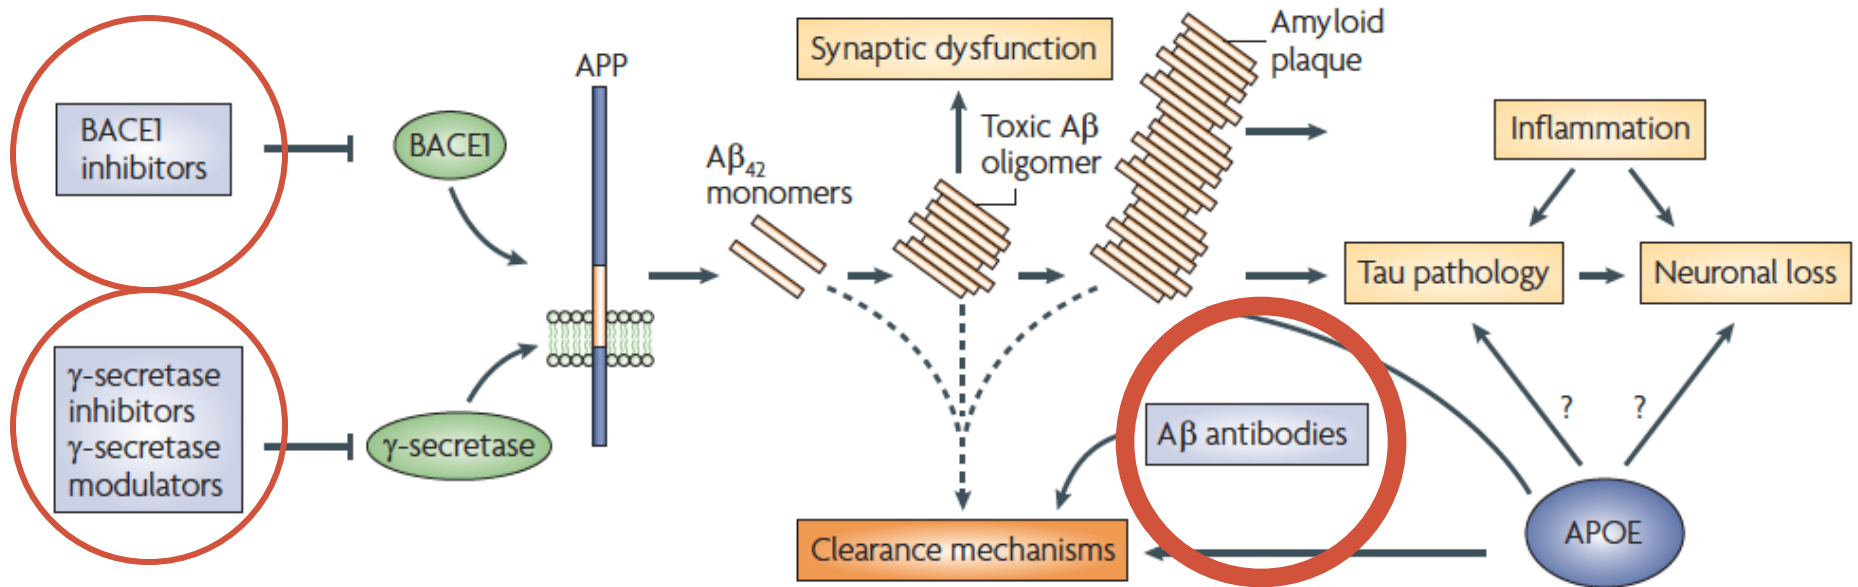 BACE1
inhibitors
BACE1
APP
Aβ42
monomers
Synaptic dysfunction
Toxic Aβ
oligomer
Amyloid
plaque
Inflammation
Tau pathology
Neuronal loss
γ-secretase
inhibitors
γ-secretase
modulators
γ-secretase
Aβ antibodies
?
?
Clearance mechanisms
APOE